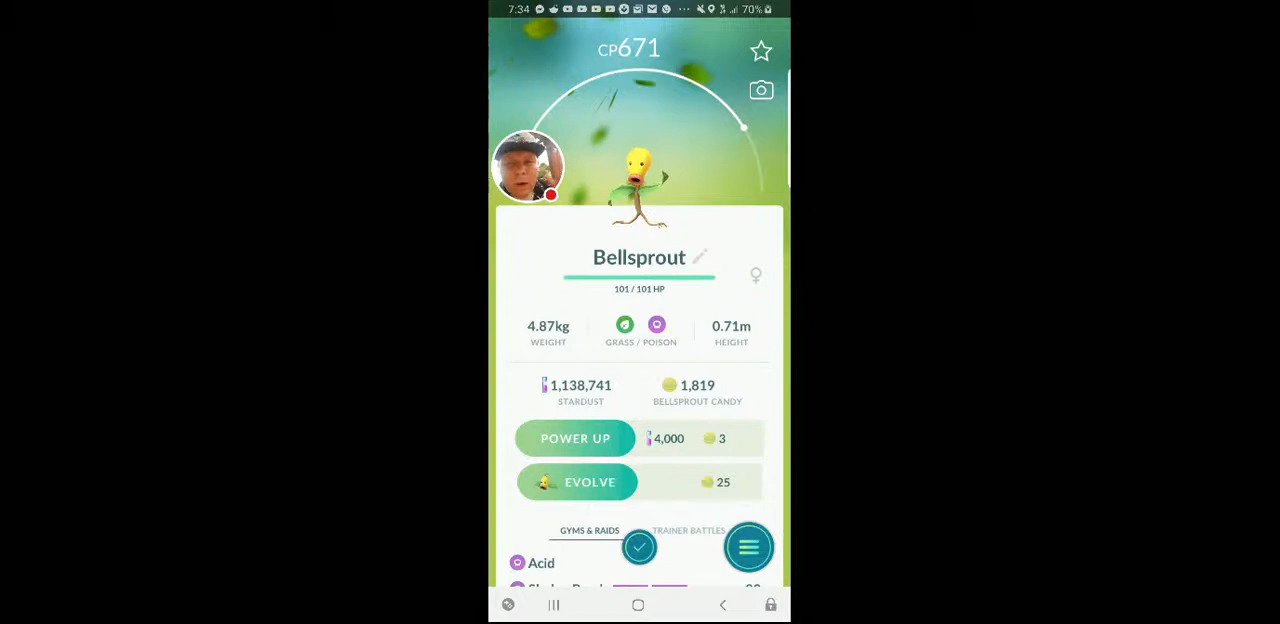 7:34 70%
CP671
Bellsprout
101 / 101 HP
4.87kg
WEIGHT
GRASS / POISON
0.71m
HEIGHT
1,138,741
STARDUST
1,819
BELLSPROUT CANDY
POWER UP 4,000 3
EVOLVE 25
GYMS & RAIDS TRAINER BATTLES
Acid